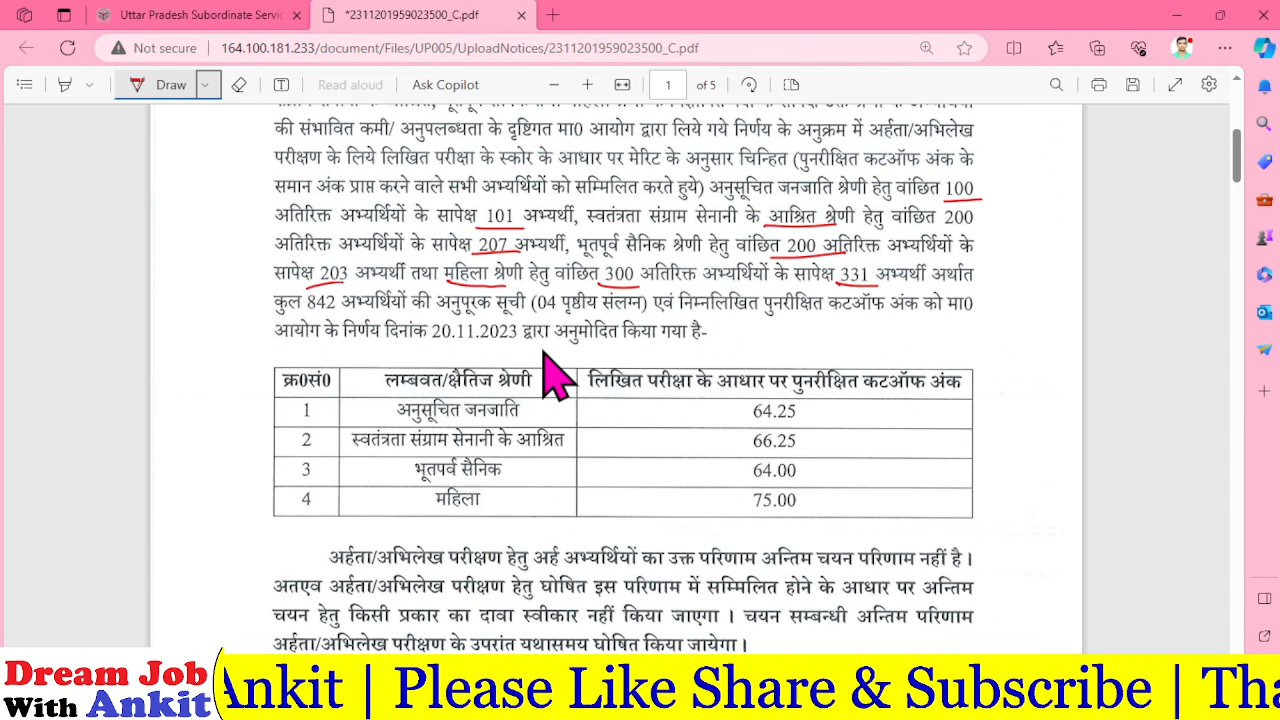 Uttar Pradesh Subordinate Servic
*2311201959023500_C.pdf
Not secure
164.100.181.233/document/Files/UP005/UploadNotices/2311201959023500_C.pdf
Draw
Read aloud
Ask Copilot
1 of 5
की संभावित कमी/ अनुपलब्धता के दृष्टिगत मा0 आयोग द्वारा लिये गये निर्णय के अनुक्रम में अर्हता/अभिलेख
परीक्षण के लिये लिखित परीक्षा के स्कोर के आधार पर मेरिट के अनुसार चिन्हित (पुनरीक्षित कटऑफ अंक के
समान अंक प्राप्त करने वाले सभी अभ्यर्थियों को सम्मिलित करते हुये) अनुसूचित जनजाति श्रेणी हेतु वांछित 100
अतिरिक्त अभ्यर्थियों के सापेक्ष 101 अभ्यर्थी, स्वतंत्रता संग्राम सेनानी के आश्रित श्रेणी हेतु वांछित 200
अतिरिक्त अभ्यर्थियों के सापेक्ष 207 अभ्यर्थी, भूतपूर्व सैनिक श्रेणी हेतु वांछित 200 अतिरिक्त अभ्यर्थियों के
सापेक्ष 203 अभ्यर्थी तथा महिला श्रेणी हेतु वांछित 300 अतिरिक्त अभ्यर्थियों के सापेक्ष 331 अभ्यर्थी अर्थात
कुल 842 अभ्यर्थियों की अनुपूरक सूची (04 पृष्ठीय संलग्न) एवं निम्नलिखित पुनरीक्षित कटऑफ अंक को मा0
आयोग के निर्णय दिनांक 20.11.2023 द्वारा अनुमोदित किया गया है-
क्र0सं0 लम्बवत/क्षैतिज श्रेणी लिखित परीक्षा के आधार पर पुनरीक्षित कटऑफ अंक
1 अनुसूचित जनजाति 64.25
2 स्वतंत्रता संग्राम सेनानी के आश्रित 66.25
3 भूतपर्व सैनिक 64.00
4 महिला 75.00
अर्हता/अभिलेख परीक्षण हेतु अर्ह अभ्यर्थियों का उक्त परिणाम अन्तिम चयन परिणाम नहीं है।
अतएव अर्हता/अभिलेख परीक्षण हेतु घोषित इस परिणाम में सम्मिलित होने के आधार पर अन्तिम
चयन हेतु किसी प्रकार का दावा स्वीकार नहीं किया जाएगा । चयन सम्बन्धी अन्तिम परिणाम
अर्हता/अभिलेख परीक्षण के उपरांत यथासमय घोषित किया जायेगा।
Dream Job
With Ankit
Ankit | Please Like Share & Subscribe | Tha